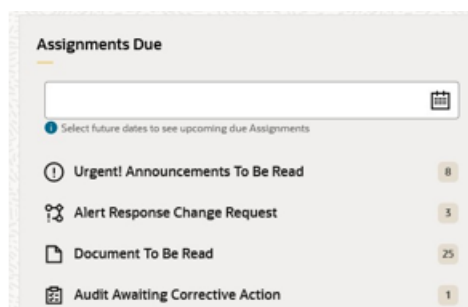 Assignments Due
Select future dates to see upcoming due Assignments
Urgent! Announcements To Be Read 8
Alert Response Change Request 3
Document To Be Read 25
Audit Awaiting Corrective Action 1